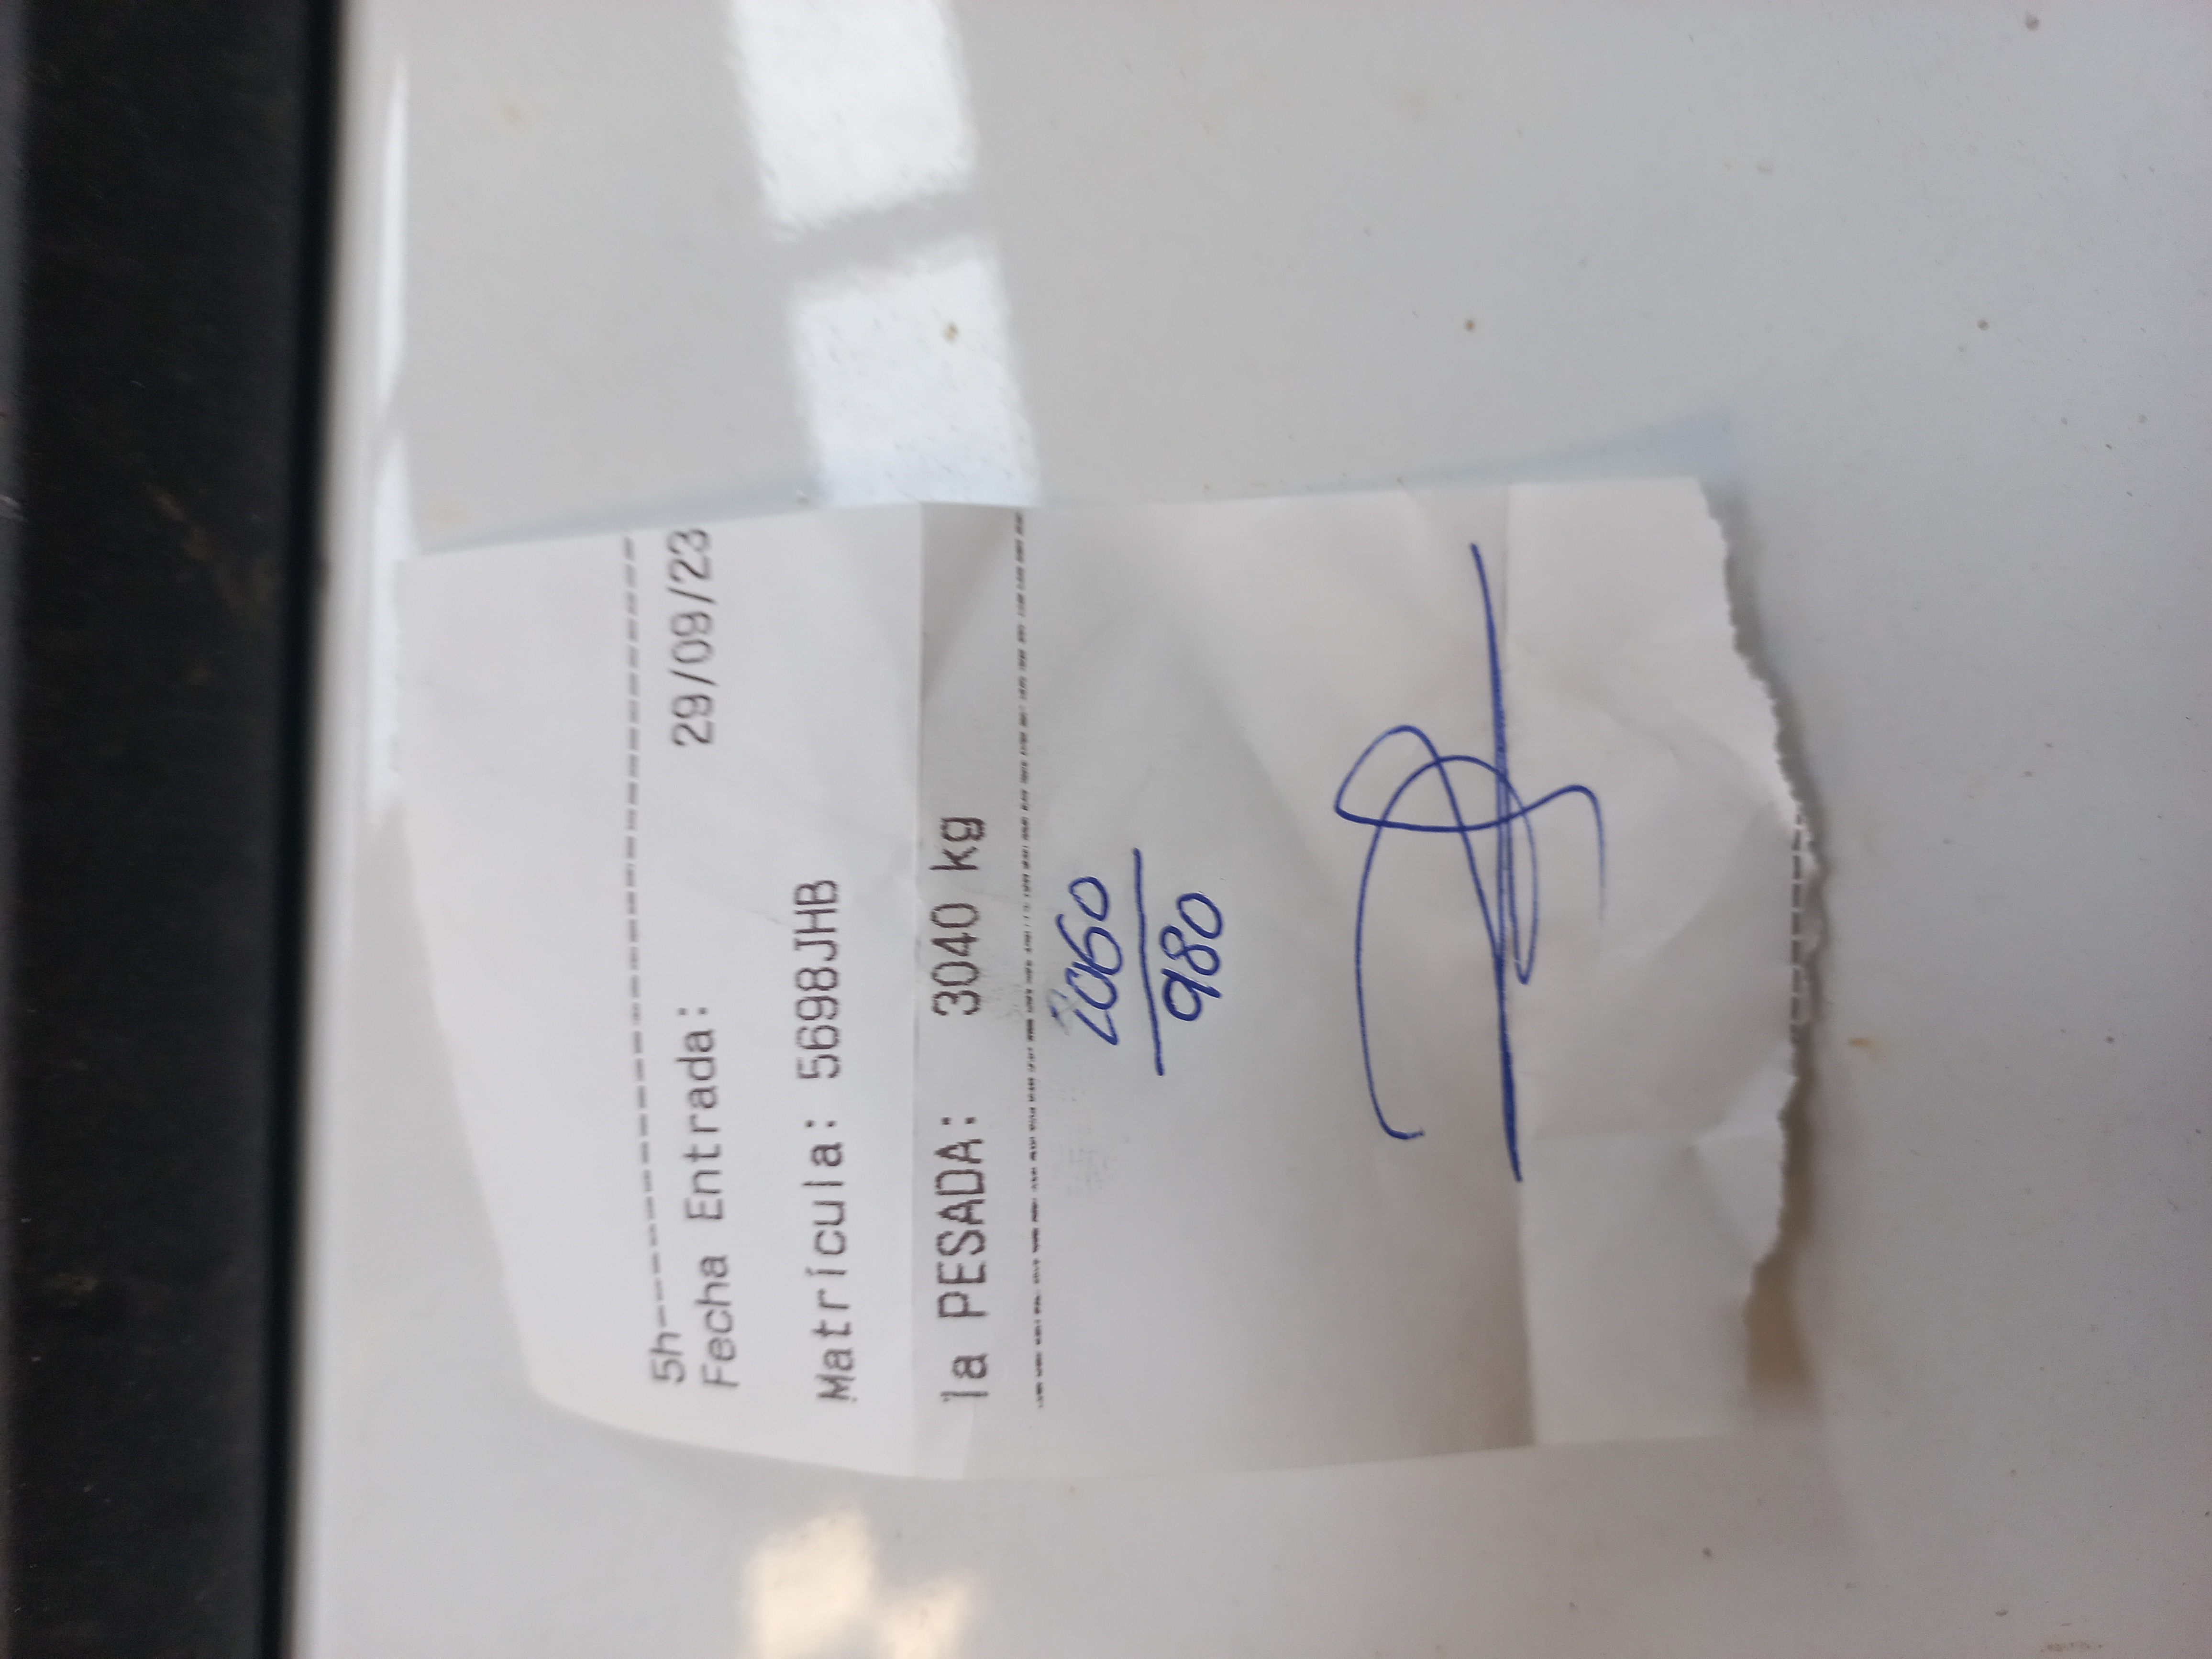 5h------------------------
Fecha Entrada: 29/09/23
Matrícula: 5698JHB
1a PESADA: 3040 kg
2060
980